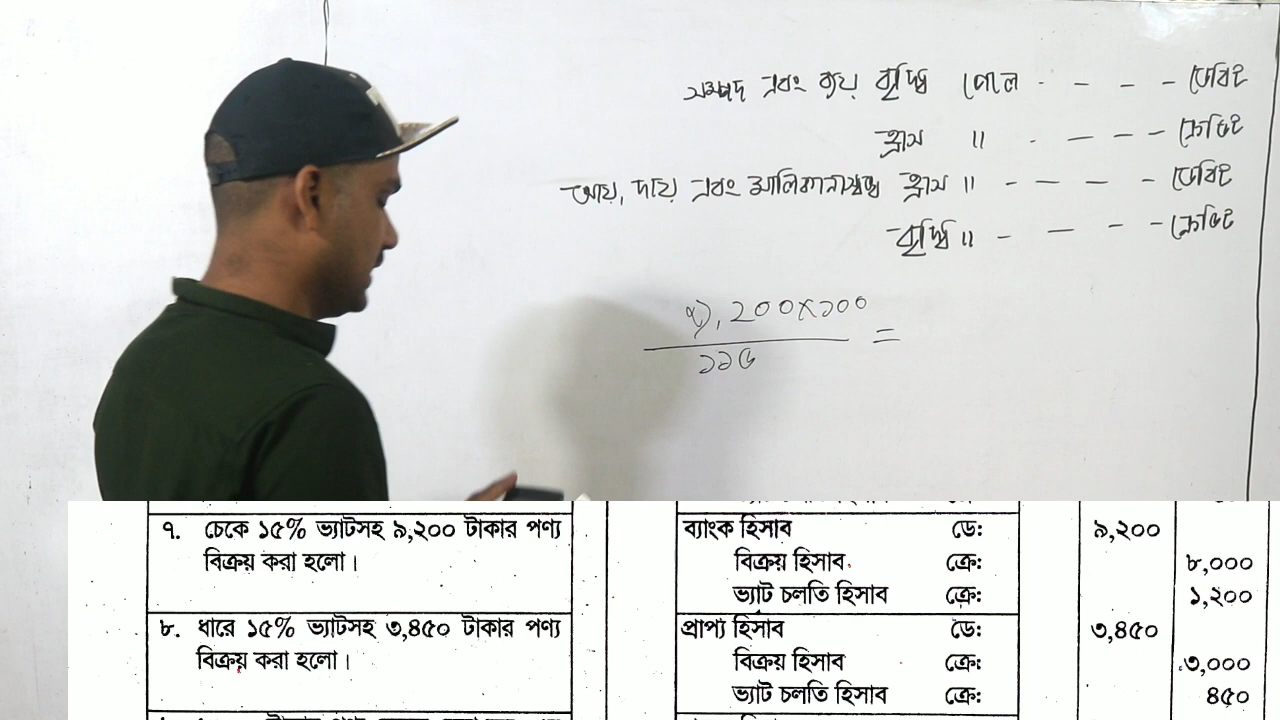 সম্পদ এবং ব্যয় বৃদ্ধি পেলে - - - - ডেবিট
হ্রাস " - - - - ক্রেডিট
আয়, দায় এবং মালিকানাস্বত্ব হ্রাস " - - - - ডেবিট
বৃদ্ধি " - - - - ক্রেডিট
৯,২০০×১০০
১১৫
=
৭. চেকে ১৫% ভ্যাটসহ ৯,২০০ টাকার পণ্য
বিক্রয় করা হলো।
ব্যাংক হিসাব ডে: ৯,২০০
বিক্রয় হিসাব ক্রে: ৮,০০০
ভ্যাট চলতি হিসাব ক্রে: ১,২০০
৮. ধারে ১৫% ভ্যাটসহ ৩,৪৫০ টাকার পণ্য
বিক্রয় করা হলো।
প্রাপ্য হিসাব ডে: ৩,৪৫০
বিক্রয় হিসাব ক্রে: ৩,০০০
ভ্যাট চলতি হিসাব ক্রে: ৪৫০